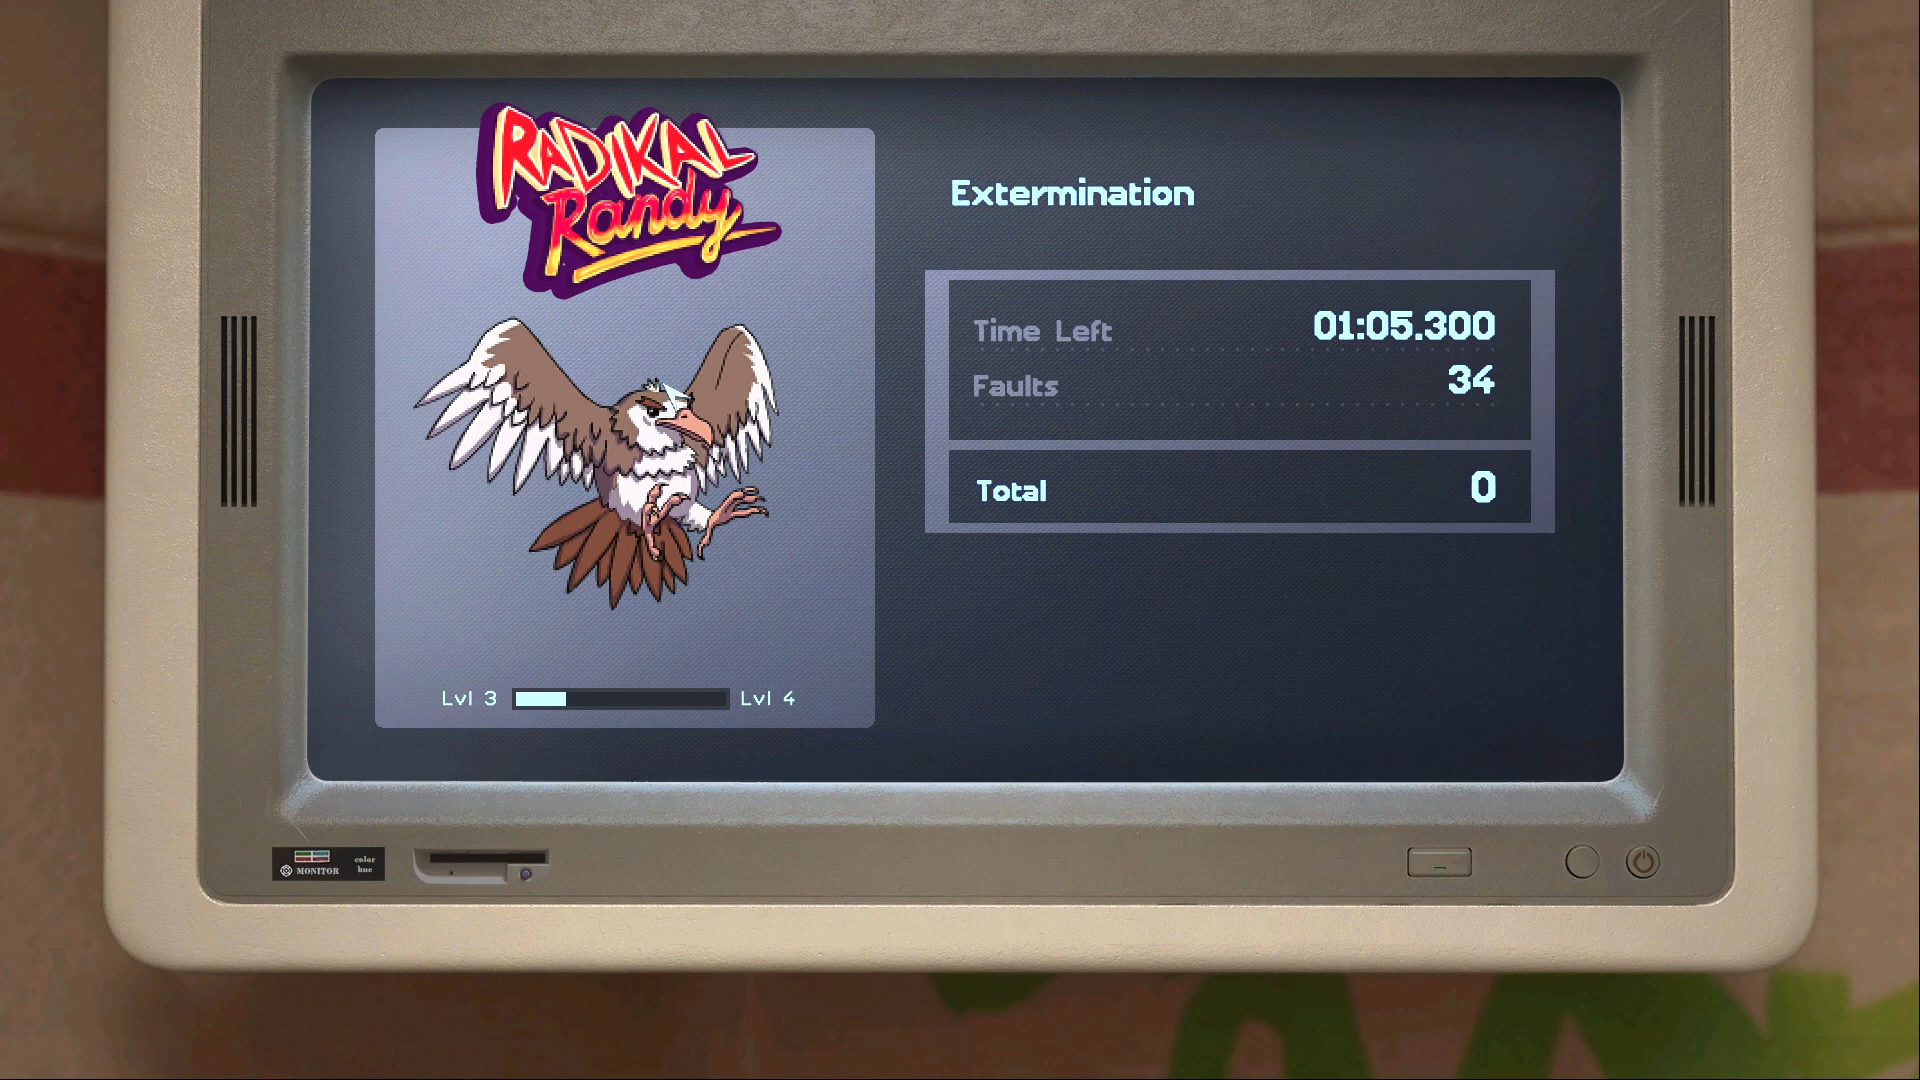 RADIKAL
Randy
Extermination
Time Left 01:05.300
Faults 34
Total 0
Lvl 3 Lvl 4
MONITOR color
hue